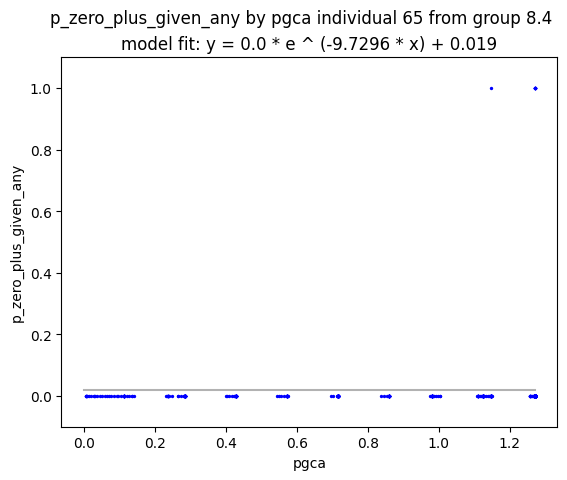 p_zero_plus_given_any by pgca individual 65 from group 8.4
model fit: y = 0.0 * e ^ (-9.7296 * x) + 0.019
1.0
0.8
0.6
0.4
0.2
0.0
p_zero_plus_given_any
0.0 0.2 0.4 0.6 0.8 1.0 1.2
pgca